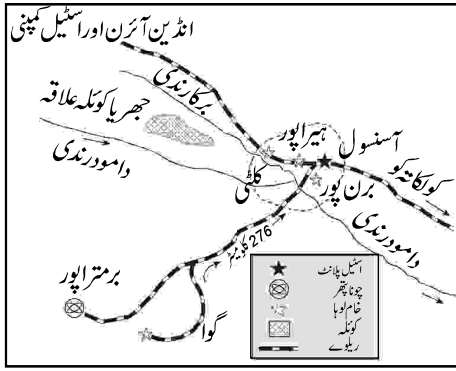 انڈین آئرن اور اسٹیل کمپنی
برکار ندی
جھریا کوئلہ علاقہ
ہیراپور
آسنسول
کولکاتہ کو
دامودر ندی
کلٹی
برن پور
دامودر ندی
276 کلومیٹر
برمتراپور
گوا
اسٹیل پلانٹ
چونا پتھر
خام لوہا
کوئلہ
ریلوے